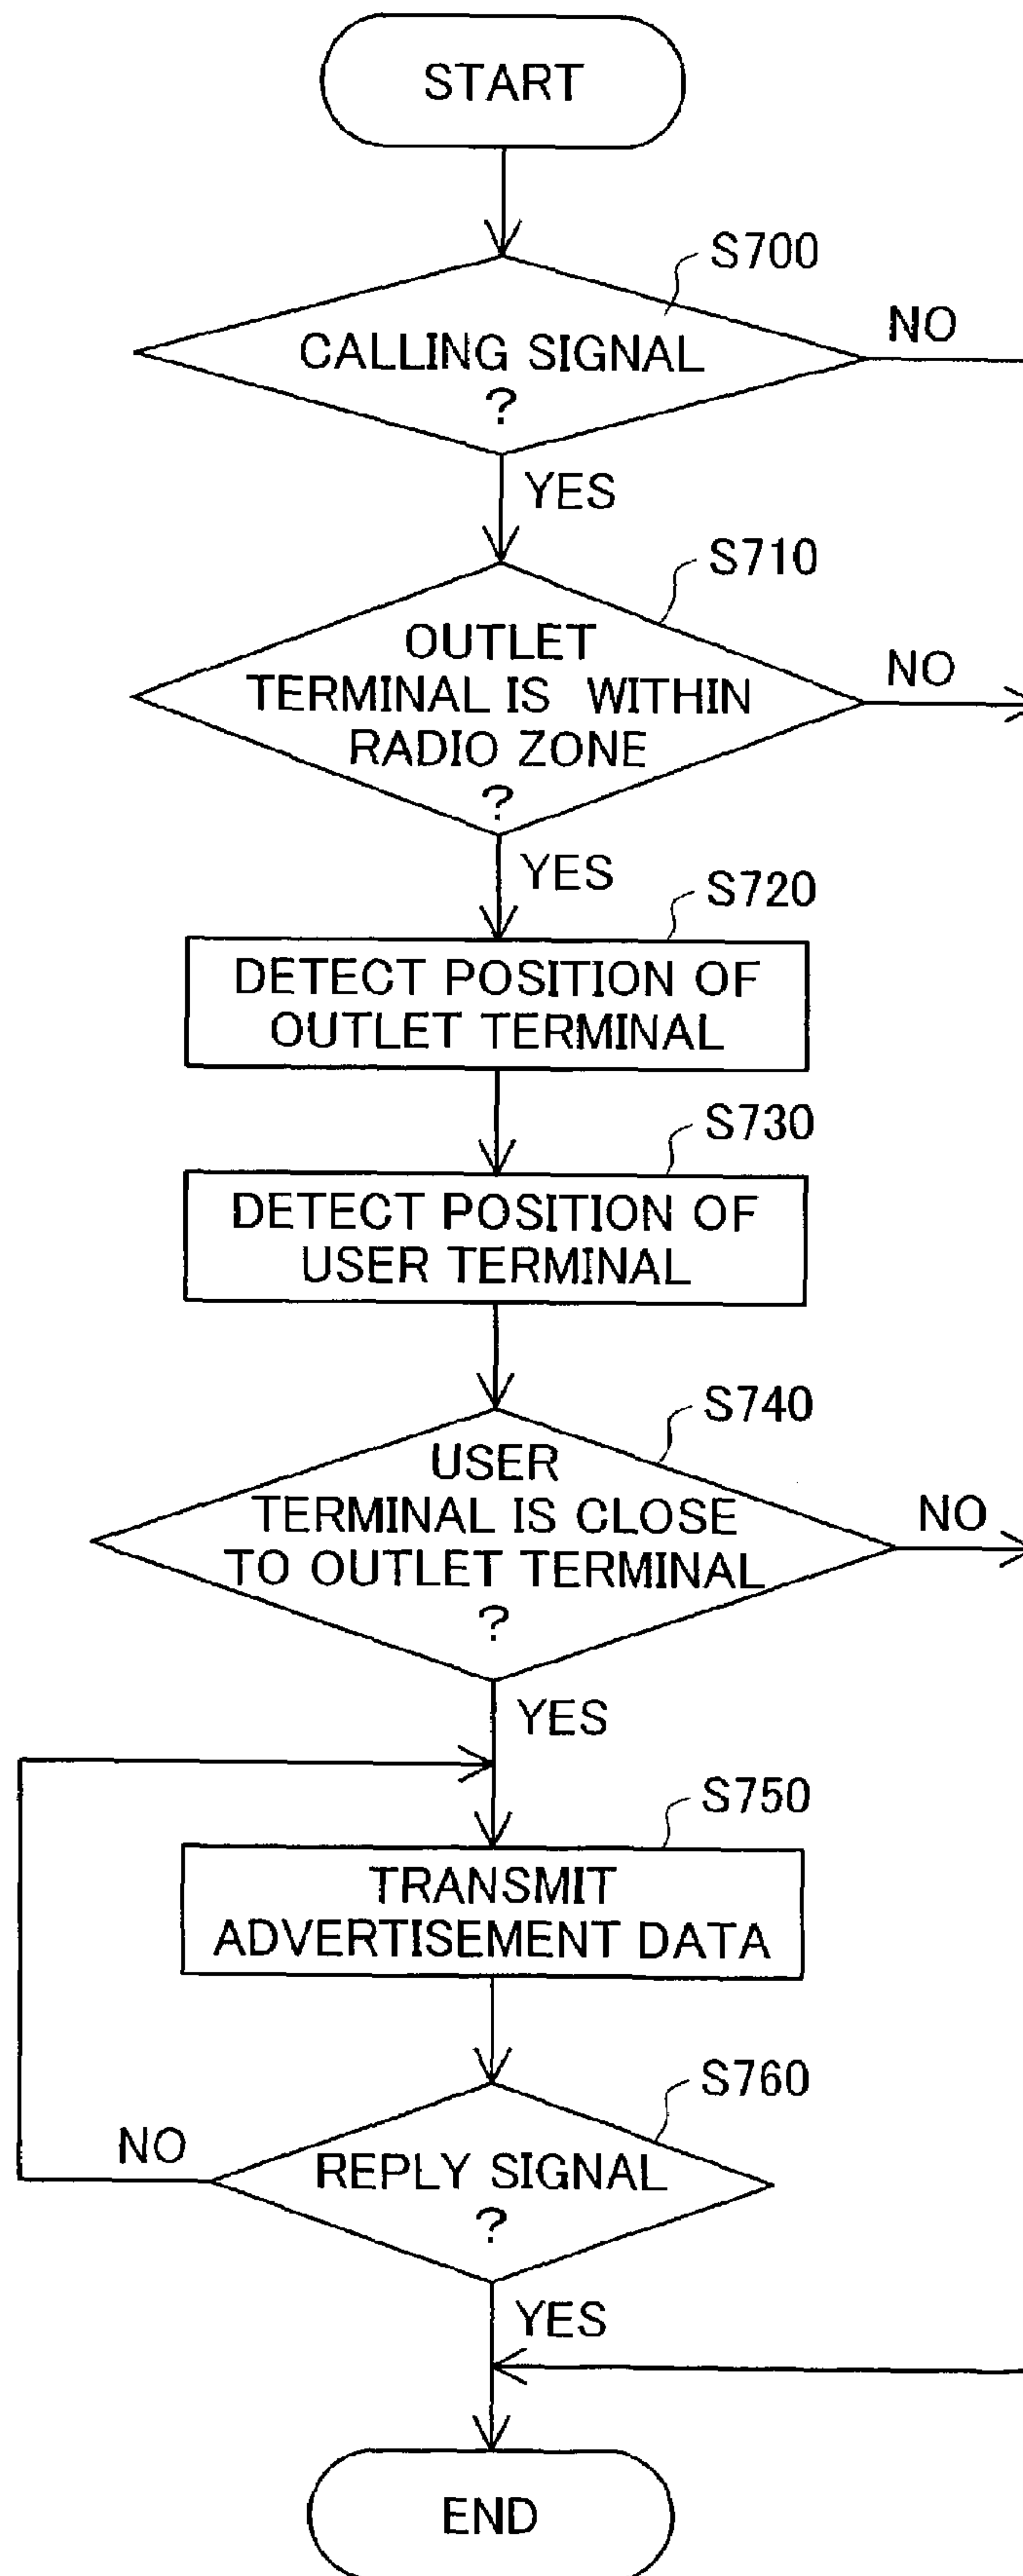 START
S700
CALLING SIGNAL
?
NO
YES
S710
OUTLET
TERMINAL IS WITHIN
RADIO ZONE
?
NO
YES
S720
DETECT POSITION OF
OUTLET TERMINAL
S730
DETECT POSITION OF
USER TERMINAL
S740
USER
TERMINAL IS CLOSE
TO OUTLET TERMINAL
?
NO
YES
S750
TRANSMIT
ADVERTISEMENT DATA
S760
NO
REPLY SIGNAL
?
YES
END